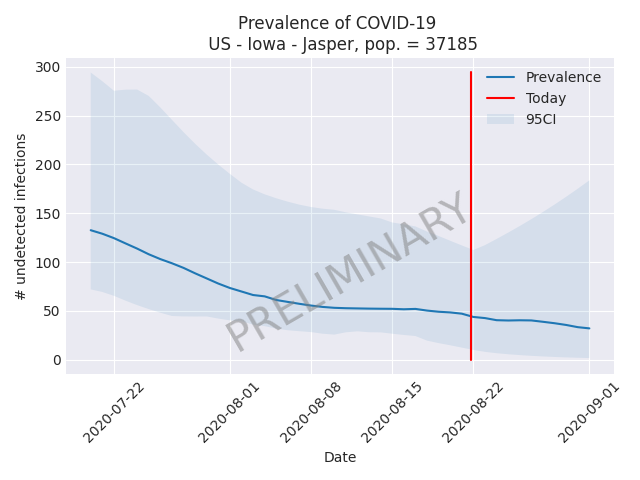 Prevalence of COVID-19
US - Iowa - Jasper, pop. = 37185
300
250
200
150
100
50
0
# undetected infections
Prevalence
Today
95CI
PRELIMINARY
2020-07-22
2020-08-01
2020-08-08
2020-08-15
2020-08-22
2020-09-01
Date